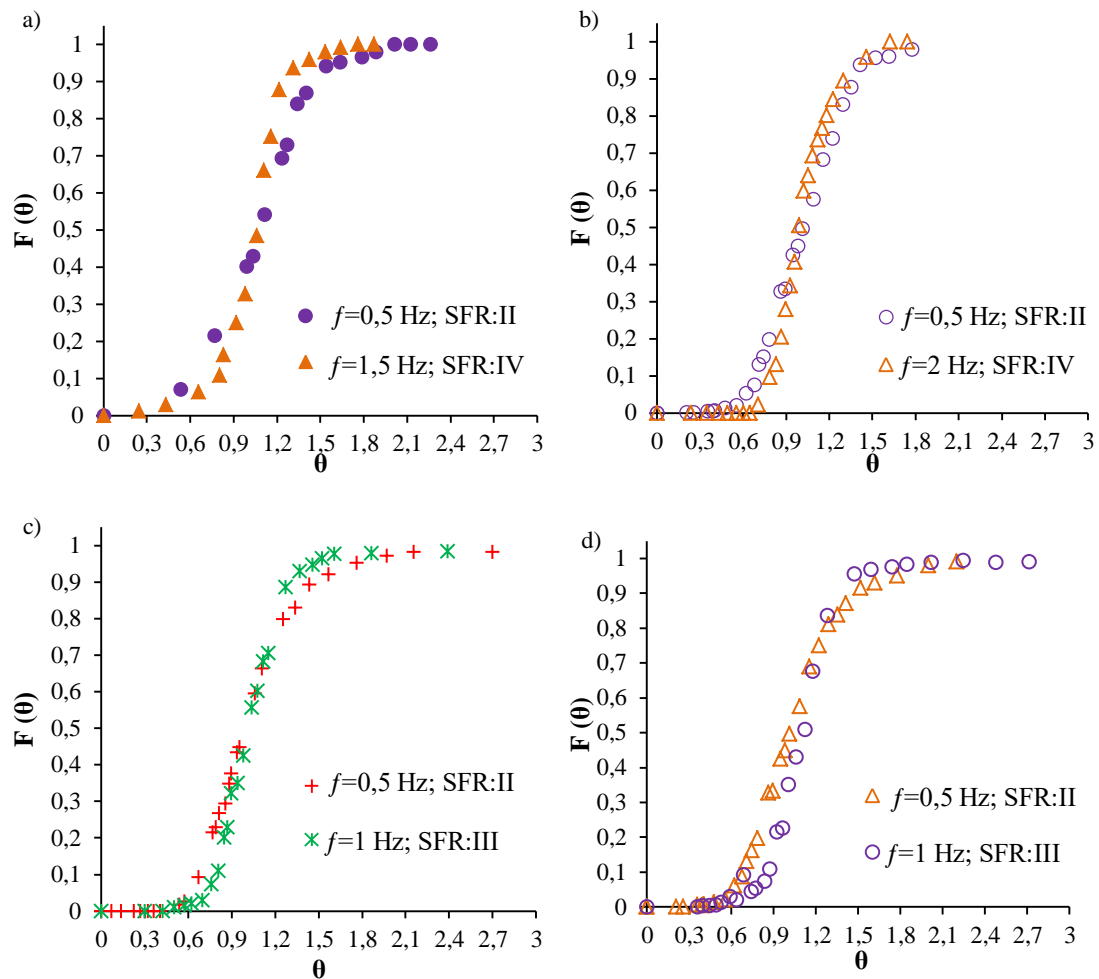 a)
1
0,9
0,8
0,7
0,6
0,5
0,4
0,3
0,2
0,1
0
F (θ)
ƒ=0,5 Hz; SFR:II
ƒ=1,5 Hz; SFR:IV
0 0,3 0,6 0,9 1,2 1,5 1,8 2,1 2,4 2,7 3
θ
b)
1
0,9
0,8
0,7
0,6
0,5
0,4
0,3
0,2
0,1
0
F (θ)
ƒ=0,5 Hz; SFR:II
ƒ=2 Hz; SFR:IV
0 0,3 0,6 0,9 1,2 1,5 1,8 2,1 2,4 2,7 3
θ
c)
1
0,9
0,8
0,7
0,6
0,5
0,4
0,3
0,2
0,1
0
F (θ)
ƒ=0,5 Hz; SFR:II
ƒ=1 Hz; SFR:III
0 0,3 0,6 0,9 1,2 1,5 1,8 2,1 2,4 2,7 3
θ
d)
1
0,9
0,8
0,7
0,6
0,5
0,4
0,3
0,2
0,1
0
F (θ)
ƒ=0,5 Hz; SFR:II
ƒ=1 Hz; SFR:III
0 0,3 0,6 0,9 1,2 1,5 1,8 2,1 2,4 2,7 3
θ